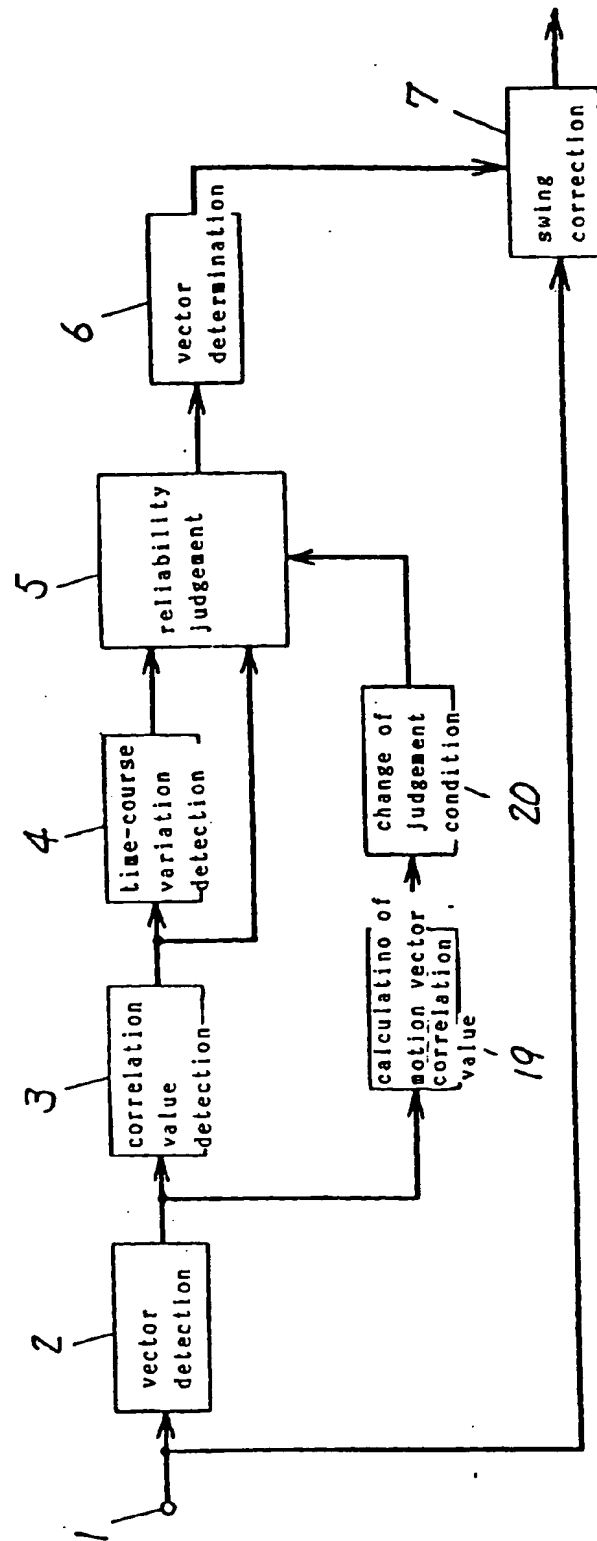 1
2
vector
detection
3
correlation
value
detection
4
time-course
variation
detection
5
reliability
judgement
6
vector
determination
7
swing
correction
calculatino of
motion vector
correlation
value
19
change of
judgement
condition
20